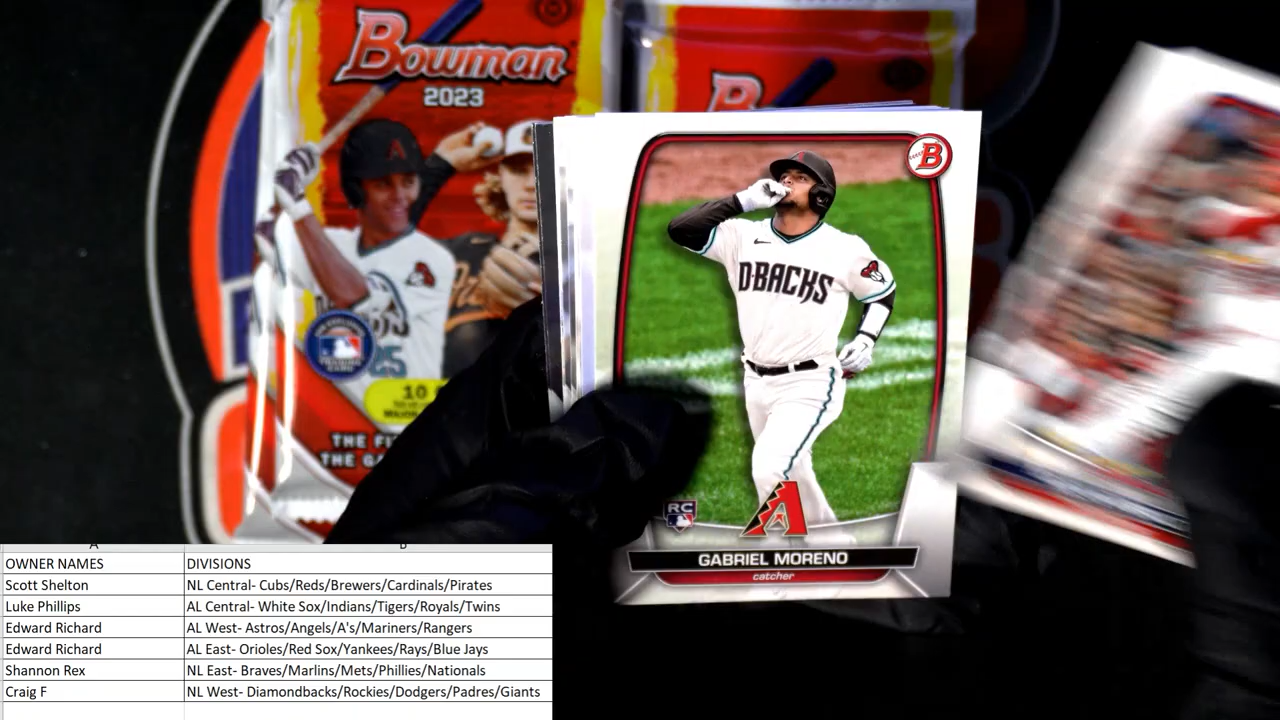 Bowman
2023
B
A
25
10
THE
THE
B
D-BACKS
RC
A
GABRIEL MORENO
catcher
A B
OWNER NAMES DIVISIONS
Scott Shelton NL Central- Cubs/Reds/Brewers/Cardinals/Pirates
Luke Phillips AL Central- White Sox/Indians/Tigers/Royals/Twins
Edward Richard AL West- Astros/Angels/A's/Mariners/Rangers
Edward Richard AL East- Orioles/Red Sox/Yankees/Rays/Blue Jays
Shannon Rex NL East- Braves/Marlins/Mets/Phillies/Nationals
Craig F NL West- Diamondbacks/Rockies/Dodgers/Padres/Giants